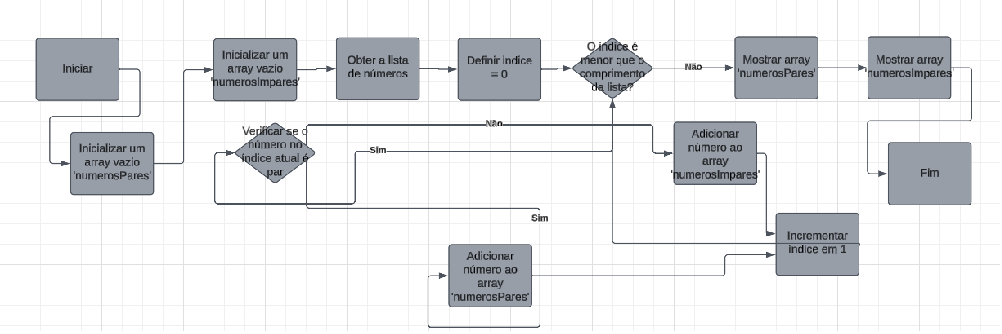 Iniciar
Inicializar um
array vazio
'numerosPares'
Inicializar um
array vazio
'numerosImpares'
Obter a lista
de números
Definir índice
= 0
O índice é
menor que o
comprimento
da lista?
Não
Mostrar array
'numerosPares'
Mostrar array
'numerosImpares'
Fim
Verificar se o
número no
índice atual é
par
Não
Sim
Sim
Adicionar
número ao
array
'numerosImpares'
Adicionar
número ao
array
'numerosPares'
Incrementar
índice em 1